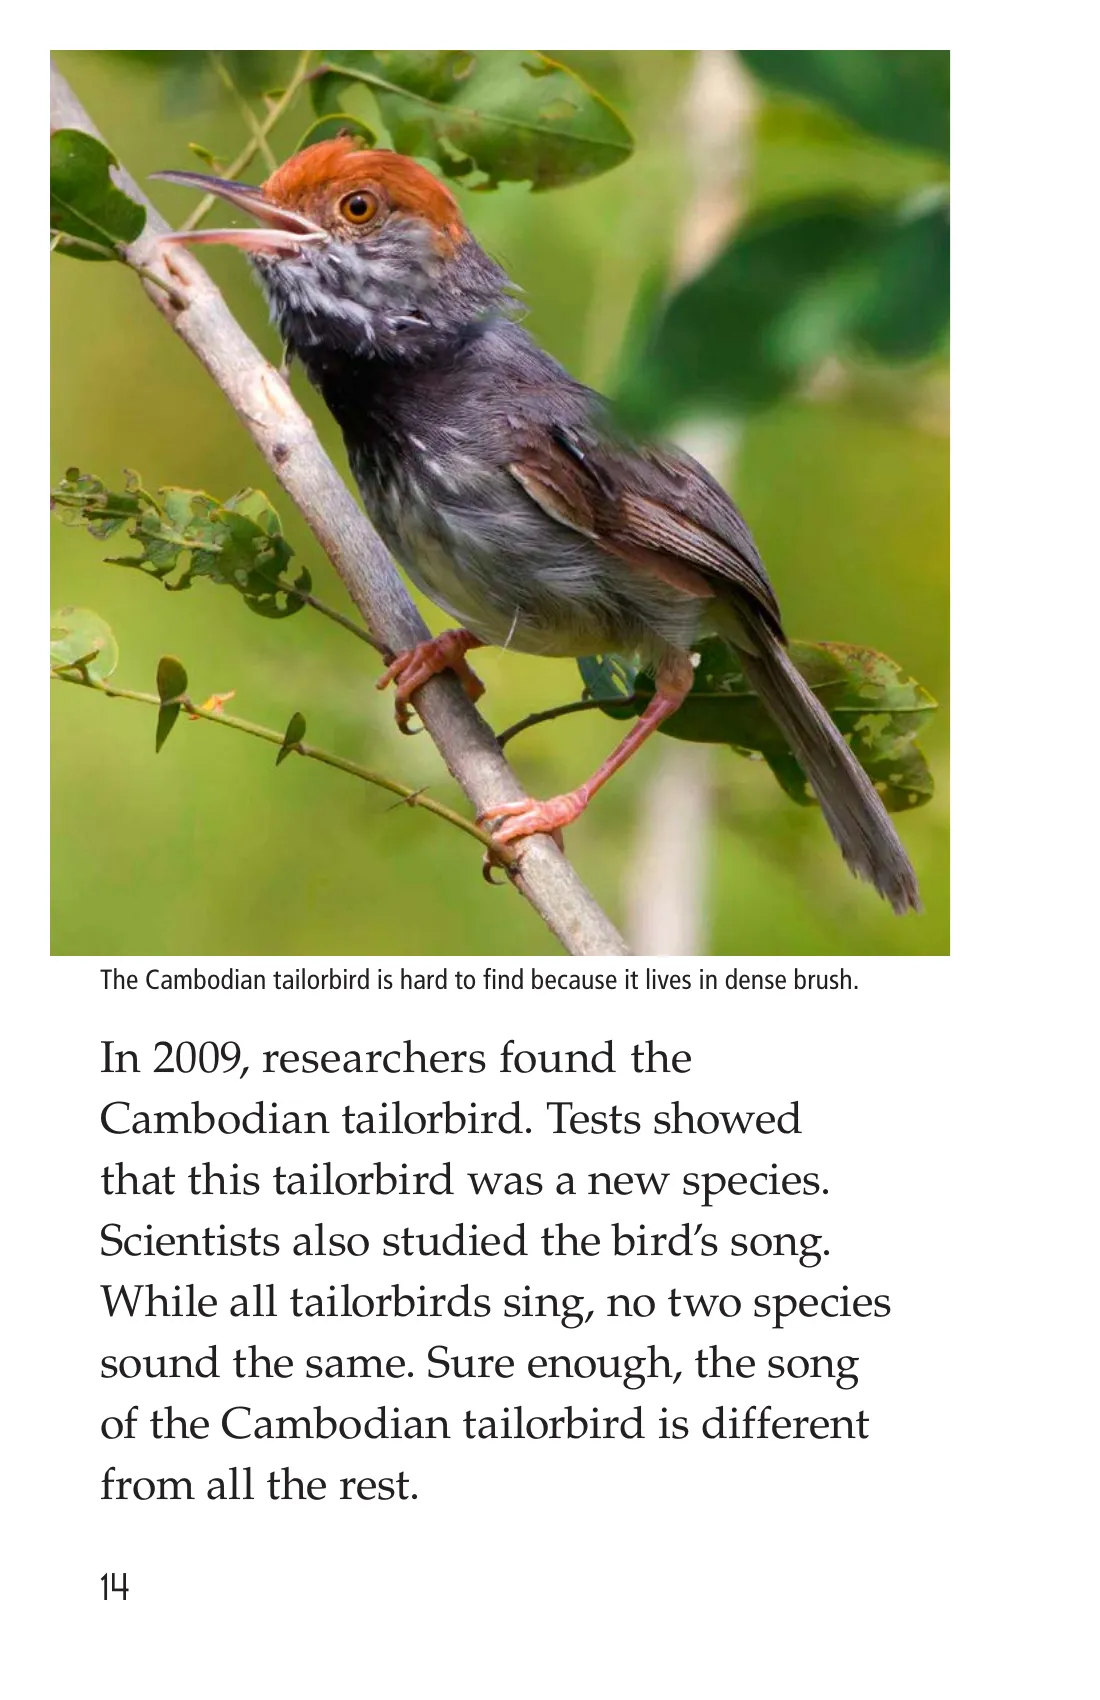 The Cambodian tailorbird is hard to find because it lives in dense brush.
In 2009, researchers found the
Cambodian tailorbird. Tests showed
that this tailorbird was a new species.
Scientists also studied the bird’s song.
While all tailorbirds sing, no two species
sound the same. Sure enough, the song
of the Cambodian tailorbird is different
from all the rest.
14